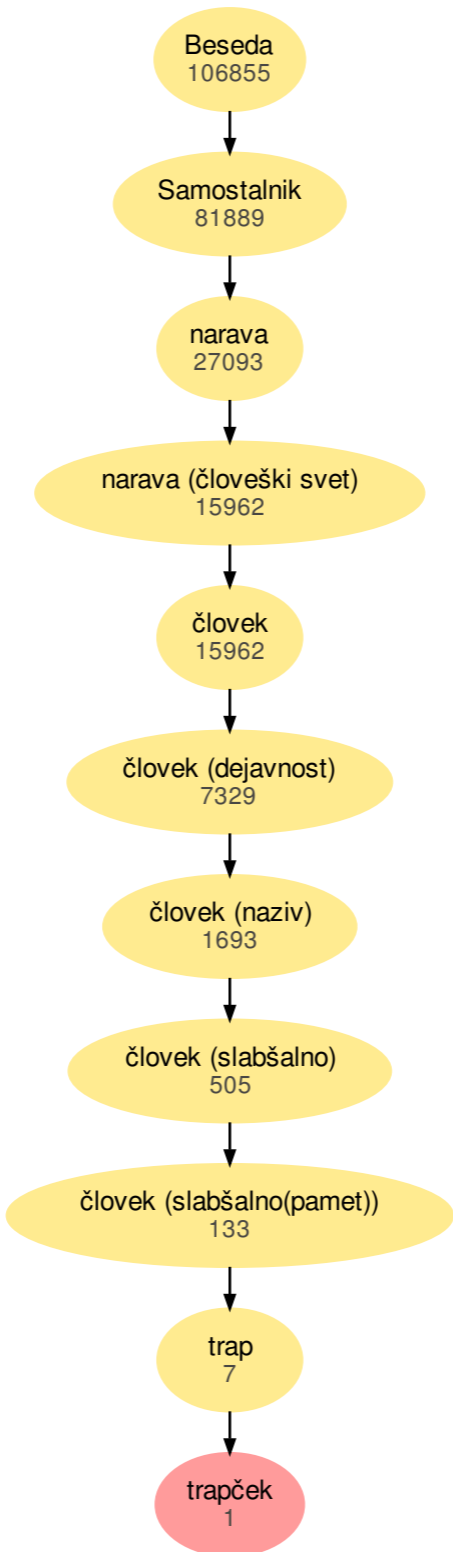 Beseda
106855
Samostalnik
81889
narava
27093
narava (človeški svet)
15962
človek
15962
človek (dejavnost)
7329
človek (naziv)
1693
človek (slabšalno)
505
človek (slabšalno(pamet))
133
trap
7
trapček
1